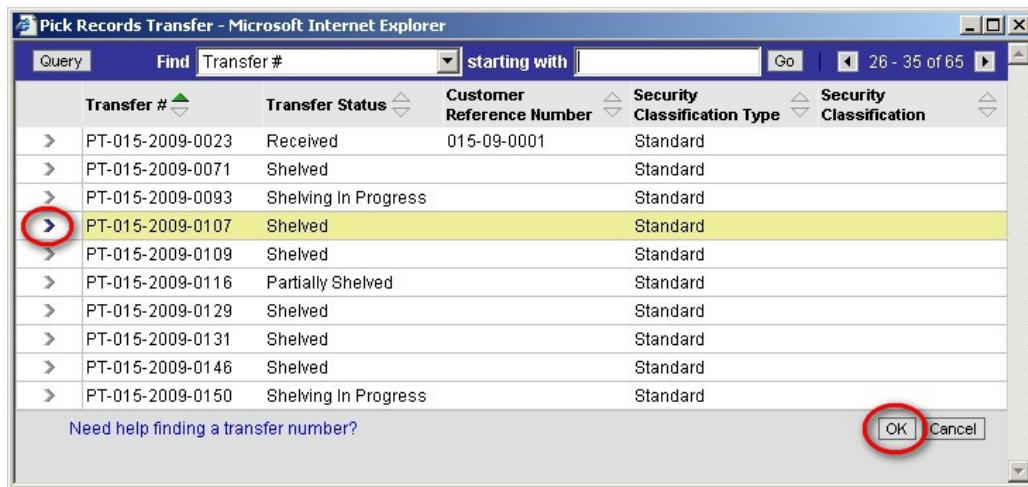 Pick Records Transfer - Microsoft Internet Explorer
Query Find Transfer # starting with Go 26 - 35 of 65
Transfer # Transfer Status Customer Reference Number Security Classification Type Security Classification
PT-015-2009-0023 Received 015-09-0001 Standard
PT-015-2009-0071 Shelved Standard
PT-015-2009-0093 Shelving In Progress Standard
PT-015-2009-0107 Shelved Standard
PT-015-2009-0109 Shelved Standard
PT-015-2009-0116 Partially Shelved Standard
PT-015-2009-0129 Shelved Standard
PT-015-2009-0131 Shelved Standard
PT-015-2009-0146 Shelved Standard
PT-015-2009-0150 Shelving In Progress Standard
Need help finding a transfer number? OK Cancel